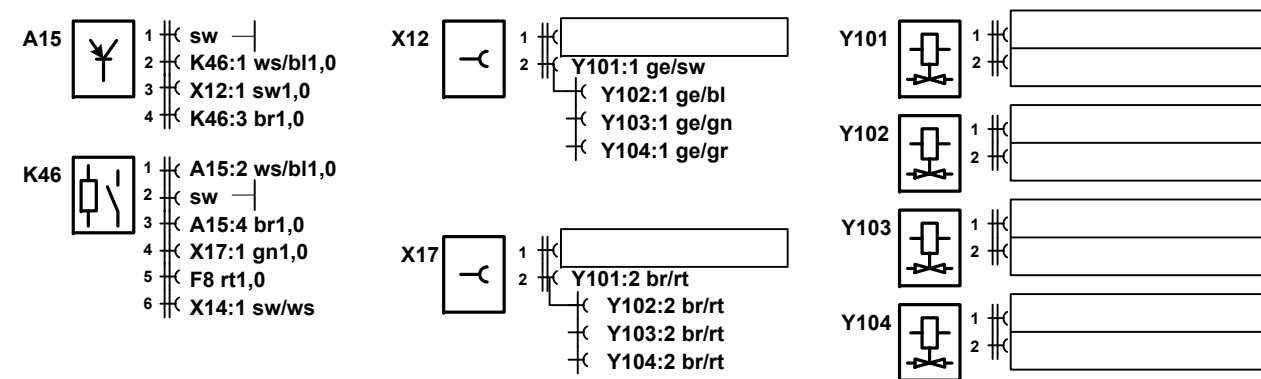 A15
1 sw
2 K46:1 ws/bl1,0
3 X12:1 sw1,0
4 K46:3 br1,0
K46
1 A15:2 ws/bl1,0
2 sw
3 A15:4 br1,0
4 X17:1 gn1,0
5 F8 rt1,0
6 X14:1 sw/ws
X12
1
2 Y101:1 ge/sw
Y102:1 ge/bl
Y103:1 ge/gn
Y104:1 ge/gr
X17
1
2 Y101:2 br/rt
Y102:2 br/rt
Y103:2 br/rt
Y104:2 br/rt
Y101
1
2
Y102
1
2
Y103
1
2
Y104
1
2